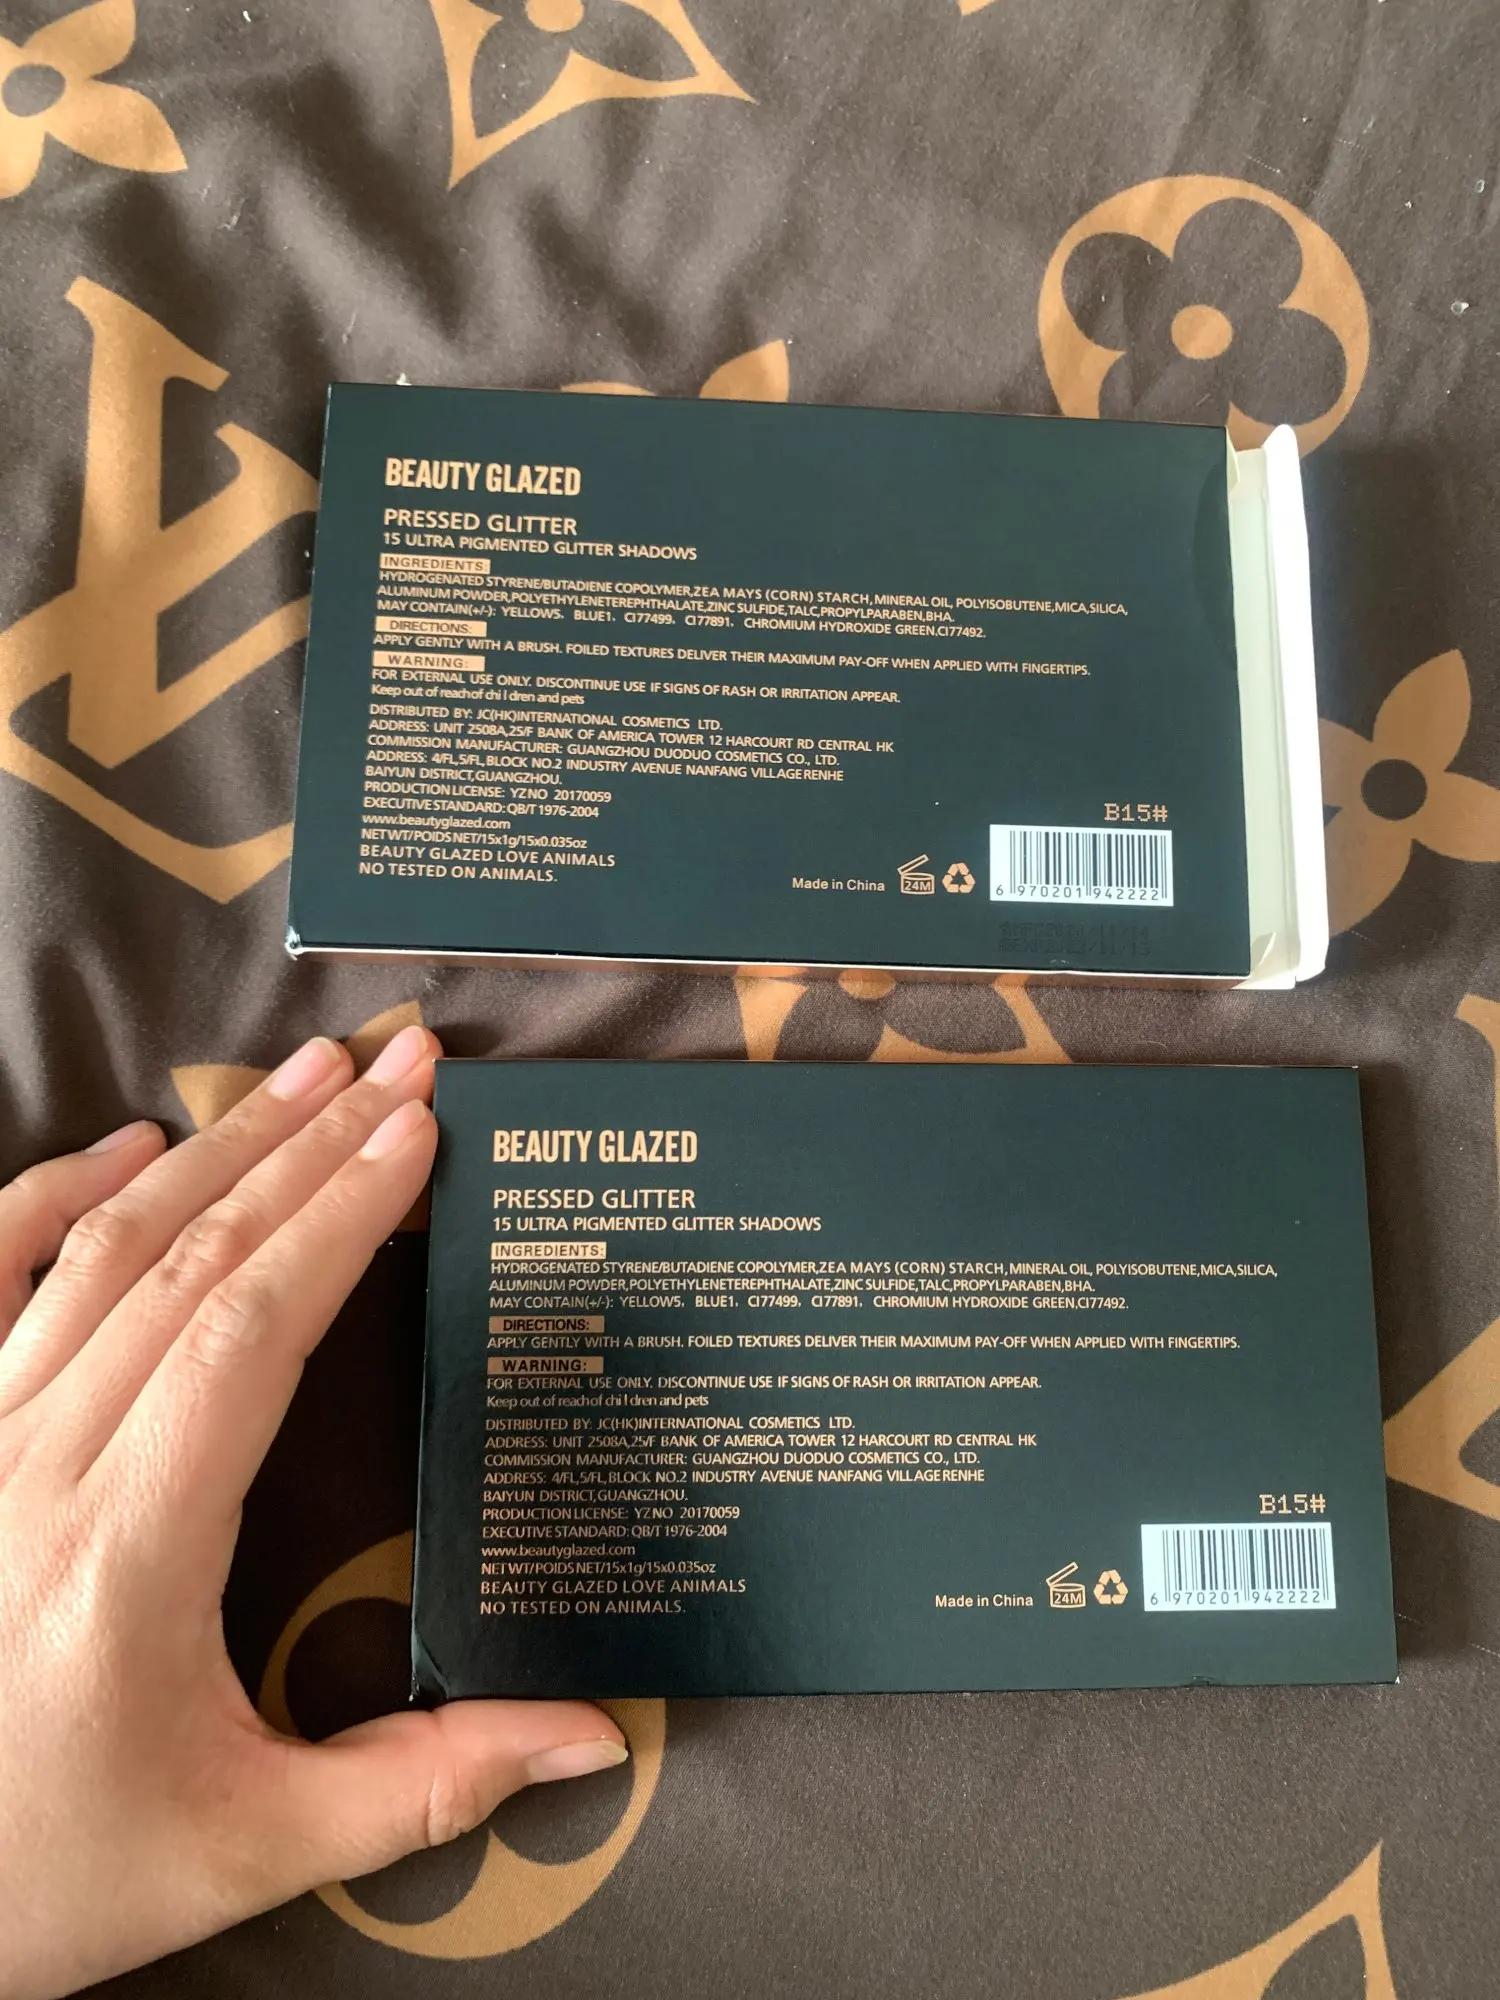 BEAUTY GLAZED
PRESSED GLITTER
15 ULTRA PIGMENTED GLITTER SHADOWS
INGREDIENTS:
HYDROGENATED STYRENE/BUTADIENE COPOLYMER,ZEA MAYS (CORN) STARCH, MINERAL OIL, POLYISOBUTENE,MICA,SILICA,
ALUMINUM POWDER,POLYETHYLENETEREPHTHALATE,ZINC SULFIDE,TALC,PROPYLPARABEN,BHA.
MAY CONTAIN(+/-): YELLOW5, BLUE1, CI77499, CI77891, CHROMIUM HYDROXIDE GREEN,CI77492.
DIRECTIONS:
APPLY GENTLY WITH A BRUSH. FOILED TEXTURES DELIVER THEIR MAXIMUM PAY-OFF WHEN APPLIED WITH FINGERTIPS.
WARNING:
FOR EXTERNAL USE ONLY. DISCONTINUE USE IF SIGNS OF RASH OR IRRITATION APPEAR.
Keep out of reach of chi l dren and pets
DISTRIBUTED BY: JC(HK)INTERNATIONAL COSMETICS LTD.
ADDRESS: UNIT 2508A,25/F BANK OF AMERICA TOWER 12 HARCOURT RD CENTRAL HK
COMMISSION MANUFACTURER: GUANGZHOU DUODUO COSMETICS CO., LTD.
ADDRESS: 4/FL,5/FL,BLOCK NO.2 INDUSTRY AVENUE NANFANG VILLAGE RENHE
BAIYUN DISTRICT,GUANGZHOU.
PRODUCTION LICENSE: YZNO 20170059
EXECUTIVE STANDARD: QB/T 1976-2004
www.beautyglazed.com
NET WT/POIDS NET/15x1g/15x0.035oz
BEAUTY GLAZED LOVE ANIMALS
NO TESTED ON ANIMALS.
Made in China
24M
B15#
6 970201 942222
BEAUTY GLAZED
PRESSED GLITTER
15 ULTRA PIGMENTED GLITTER SHADOWS
INGREDIENTS:
HYDROGENATED STYRENE/BUTADIENE COPOLYMER,ZEA MAYS (CORN) STARCH, MINERAL OIL, POLYISOBUTENE,MICA,SILICA,
ALUMINUM POWDER,POLYETHYLENETEREPHTHALATE,ZINC SULFIDE,TALC,PROPYLPARABEN,BHA.
MAY CONTAIN(+/-): YELLOW5, BLUE1, CI77499, CI77891, CHROMIUM HYDROXIDE GREEN,CI77492.
DIRECTIONS:
APPLY GENTLY WITH A BRUSH. FOILED TEXTURES DELIVER THEIR MAXIMUM PAY-OFF WHEN APPLIED WITH FINGERTIPS.
WARNING:
FOR EXTERNAL USE ONLY. DISCONTINUE USE IF SIGNS OF RASH OR IRRITATION APPEAR.
Keep out of reach of chi l dren and pets
DISTRIBUTED BY: JC(HK)INTERNATIONAL COSMETICS LTD.
ADDRESS: UNIT 2508A,25/F BANK OF AMERICA TOWER 12 HARCOURT RD CENTRAL HK
COMMISSION MANUFACTURER: GUANGZHOU DUODUO COSMETICS CO., LTD.
ADDRESS: 4/FL,5/FL,BLOCK NO.2 INDUSTRY AVENUE NANFANG VILLAGE RENHE
BAIYUN DISTRICT,GUANGZHOU.
PRODUCTION LICENSE: YZNO 20170059
EXECUTIVE STANDARD: QB/T 1976-2004
www.beautyglazed.com
NET WT/POIDS NET/15x1g/15x0.035oz
BEAUTY GLAZED LOVE ANIMALS
NO TESTED ON ANIMALS.
Made in China
24M
B15#
6 970201 942222